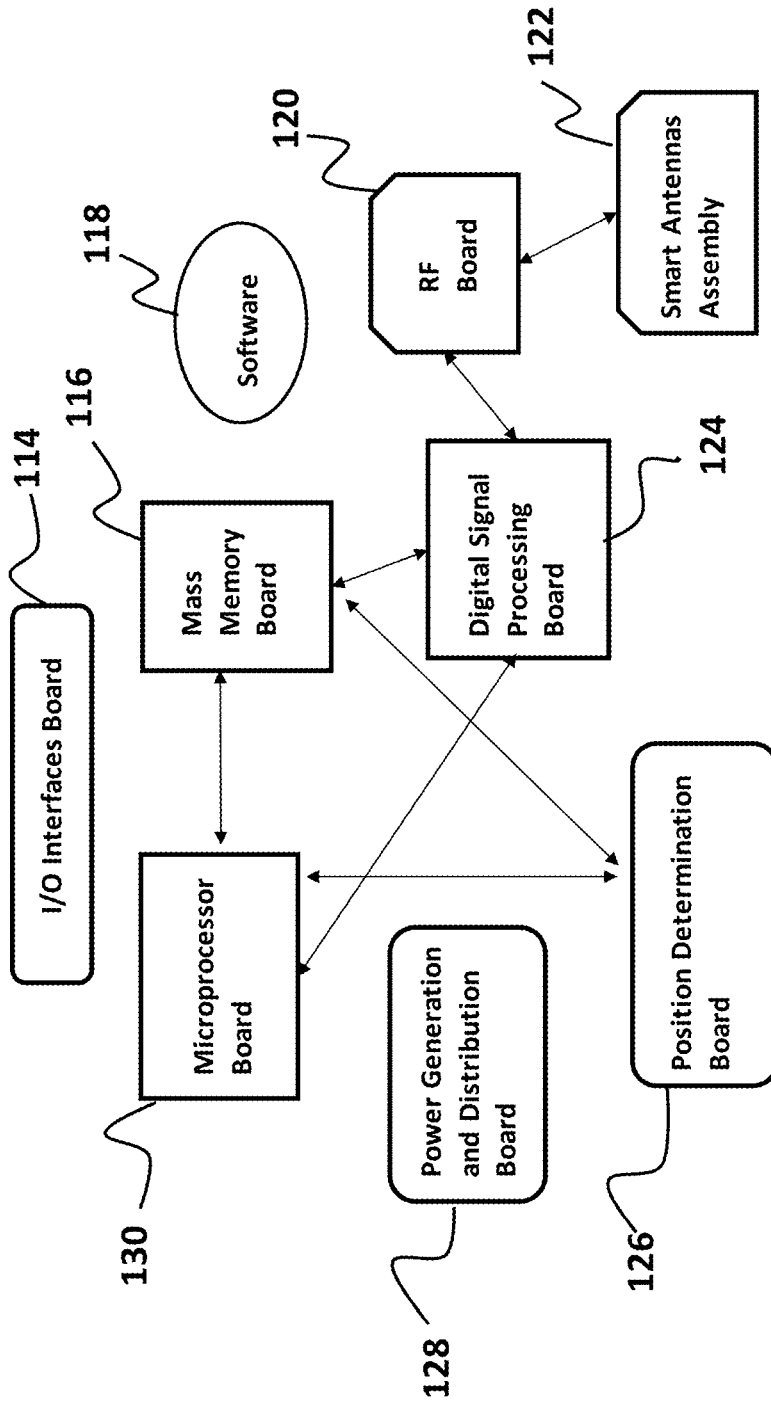 114
I/O Interfaces Board
116
Mass
Memory
Board
118
Software
130
Microprocessor
Board
120
RF
Board
122
Smart Antennas
Assembly
124
Digital Signal
Processing
Board
128
Power Generation
and Distribution
Board
126
Position Determination
Board